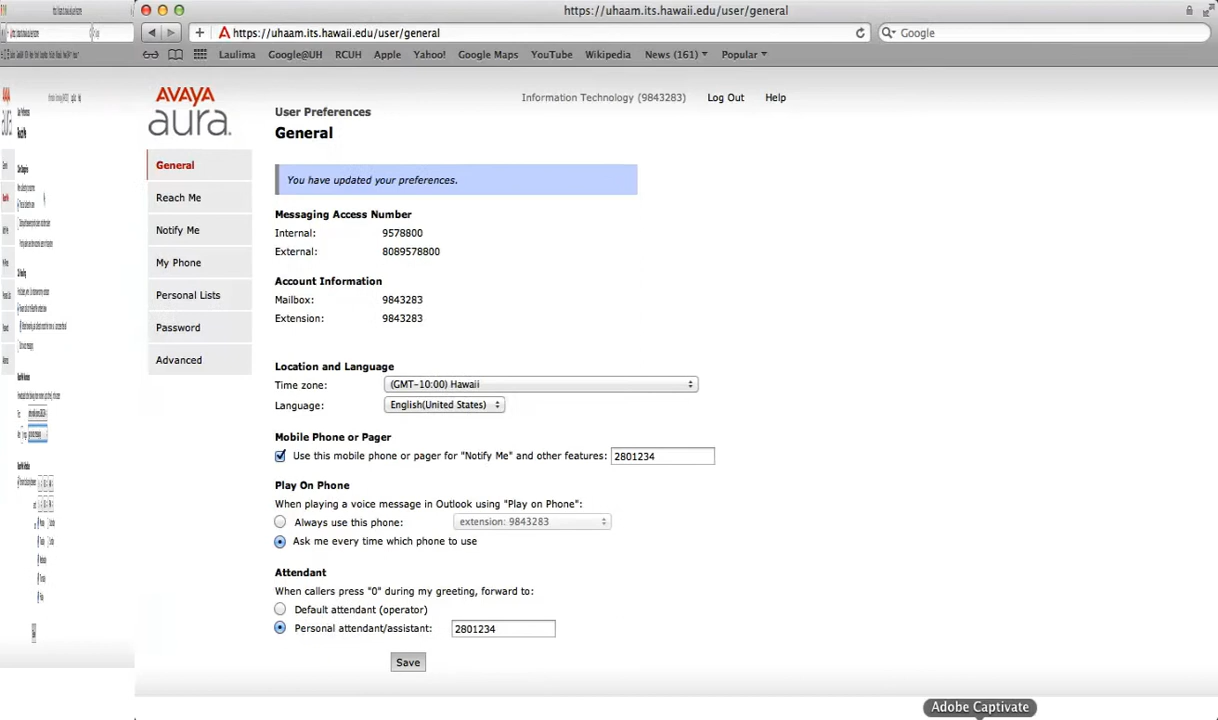 https://uhaam.its.hawaii.edu/user/general
https://uhaam.its.hawaii.edu/user/general
Google
Laulima Google@UH RCUH Apple Yahoo! Google Maps YouTube Wikipedia News (161) Popular
AVAYA
aura.
Information Technology (9843283) Log Out Help
User Preferences
General
General
Reach Me
Notify Me
My Phone
Personal Lists
Password
Advanced
You have updated your preferences.
Messaging Access Number
Internal: 9578800
External: 8089578800
Account Information
Mailbox: 9843283
Extension: 9843283
Location and Language
Time zone: (GMT-10:00) Hawaii
Language: English(United States)
Mobile Phone or Pager
Use this mobile phone or pager for "Notify Me" and other features: 2801234
Play On Phone
When playing a voice message in Outlook using "Play on Phone":
Always use this phone: extension: 9843283
Ask me every time which phone to use
Attendant
When callers press "0" during my greeting, forward to:
Default attendant (operator)
Personal attendant/assistant: 2801234
Save
Adobe Captivate